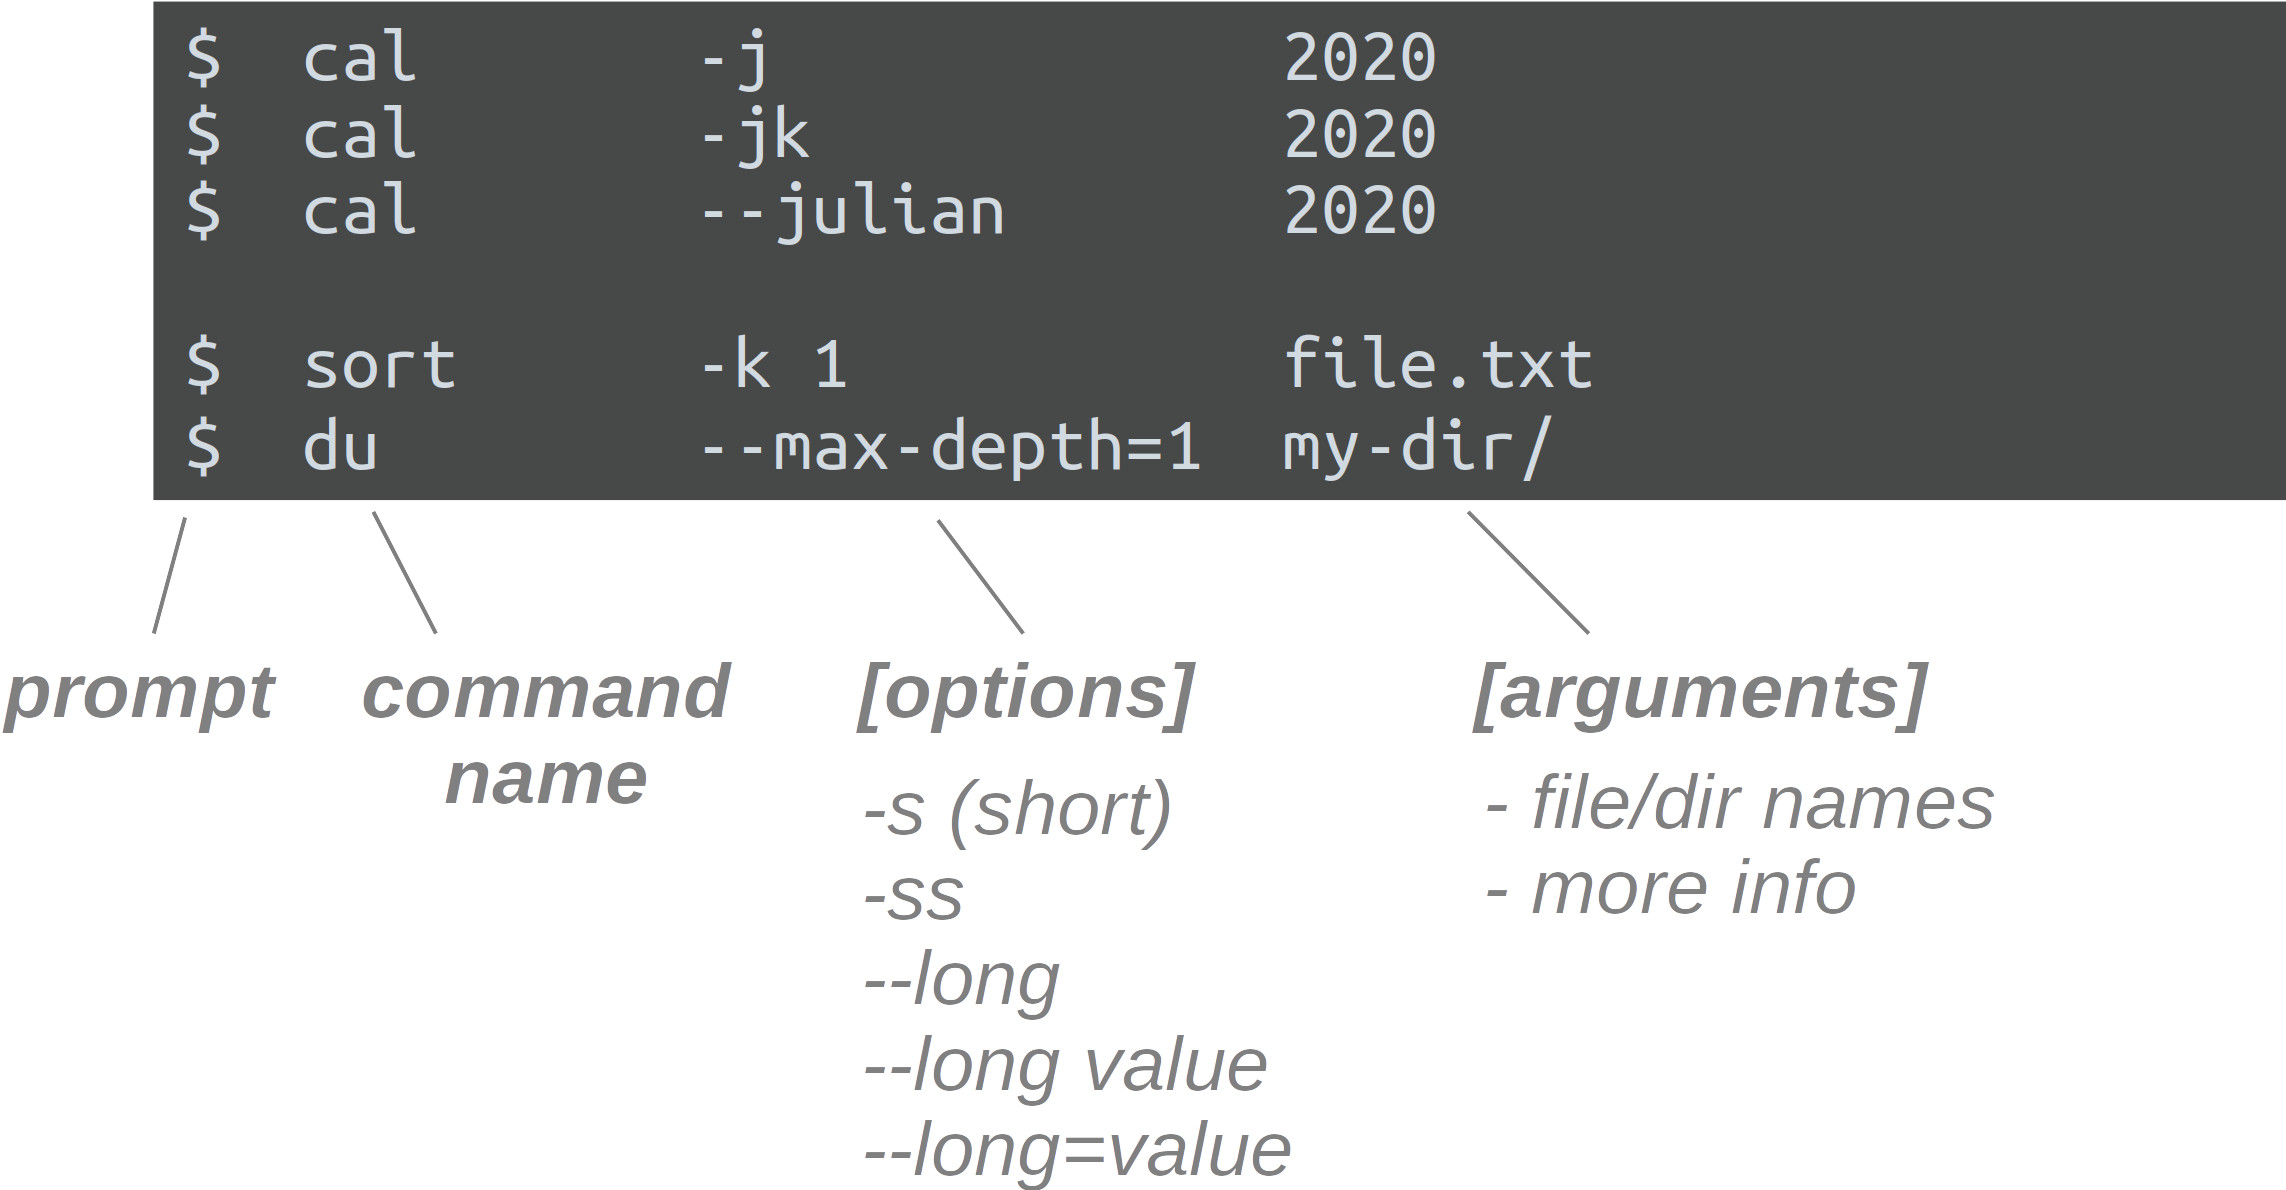 $ cal -j 2020
$ cal -jk 2020
$ cal --julian 2020
$ sort -k 1 file.txt
$ du --max-depth=1 my-dir/
prompt
command
name
[options]
-s (short)
-ss
--long
--long value
--long=value
[arguments]
- file/dir names
- more info